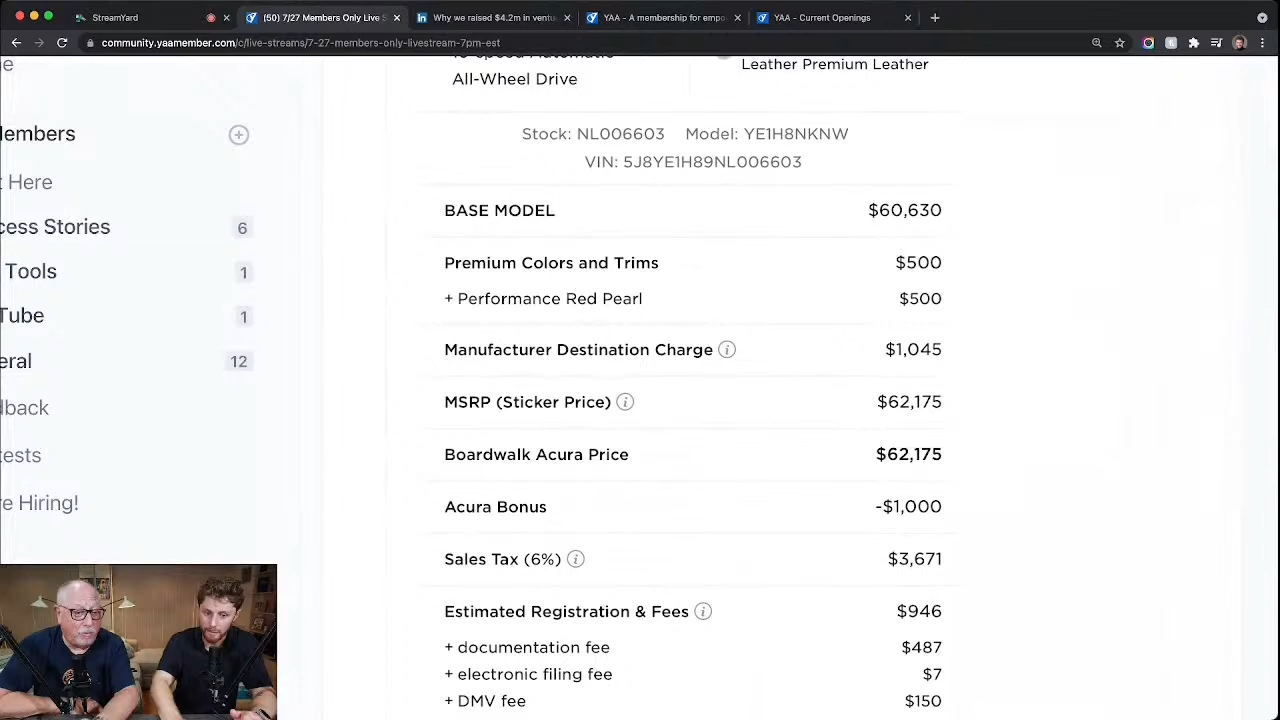 StreamYard
(50) 7/27 Members Only Live S
Why we raised $4.2m in ventu
YAA - A membership for empo
YAA - Current Openings
community.yaamember.com/c/live-streams/7-27-members-only-livestream-7pm-est
All-Wheel Drive
Leather Premium Leather
embers
t Here
cess Stories 6
Tools 1
Tube 1
eral 12
dback
tests
re Hiring!
Stock: NL006603 Model: YE1H8NKNW
VIN: 5J8YE1H89NL006603
BASE MODEL $60,630
Premium Colors and Trims $500
+ Performance Red Pearl $500
Manufacturer Destination Charge $1,045
MSRP (Sticker Price) $62,175
Boardwalk Acura Price $62,175
Acura Bonus -$1,000
Sales Tax (6%) $3,671
Estimated Registration & Fees $946
+ documentation fee $487
+ electronic filing fee $7
+ DMV fee $150